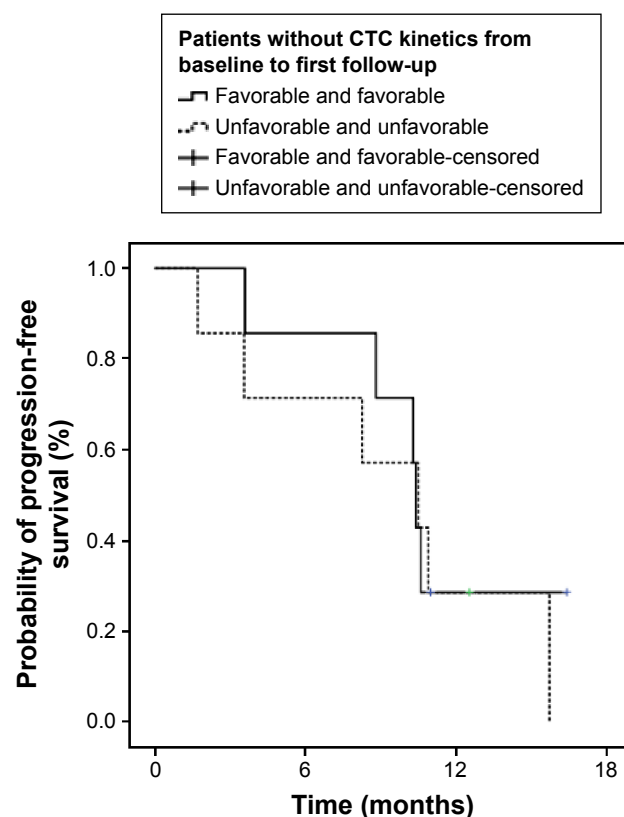 Patients without CTC kinetics from
baseline to first follow-up
Favorable and favorable
Unfavorable and unfavorable
Favorable and favorable-censored
Unfavorable and unfavorable-censored
Probability of progression-free
survival (%)
1.0
0.8
0.6
0.4
0.2
0.0
0 6 12 18
Time (months)